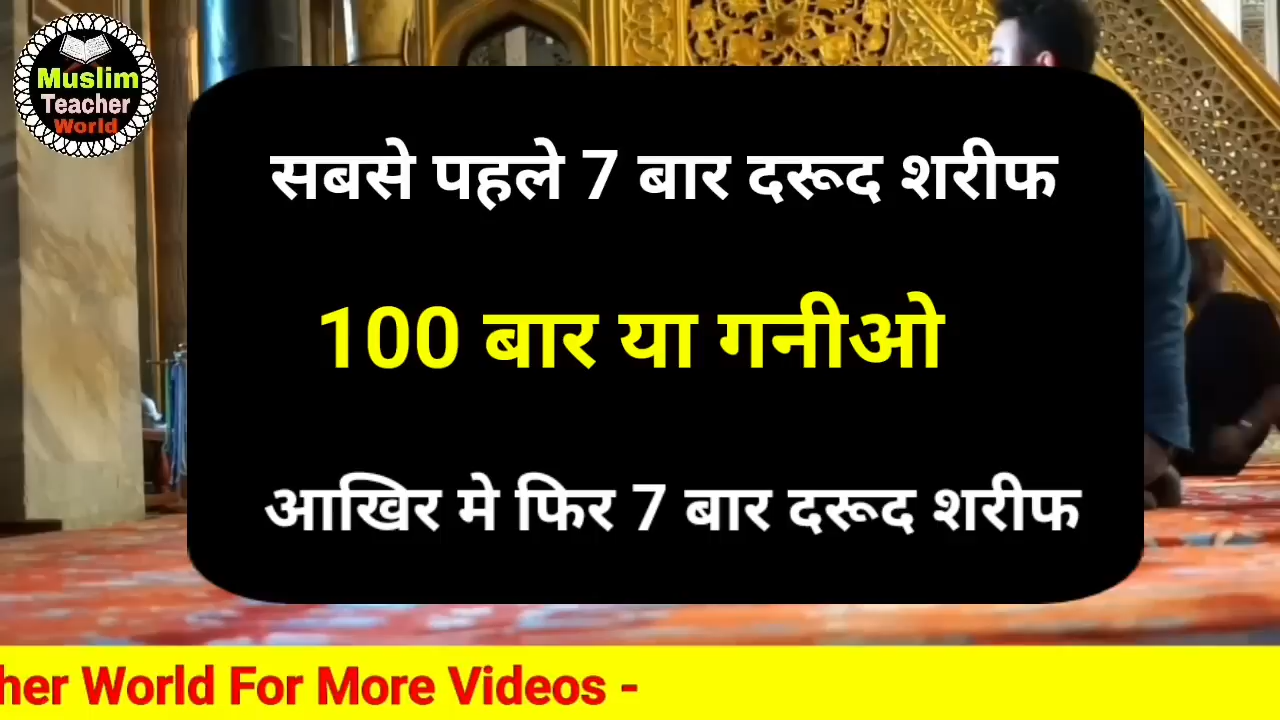 Muslim
Teacher
World
सबसे पहले 7 बार दरूद शरीफ
100 बार या गनीओ
आखिर मे फिर 7 बार दरूद शरीफ
her World For More Videos -